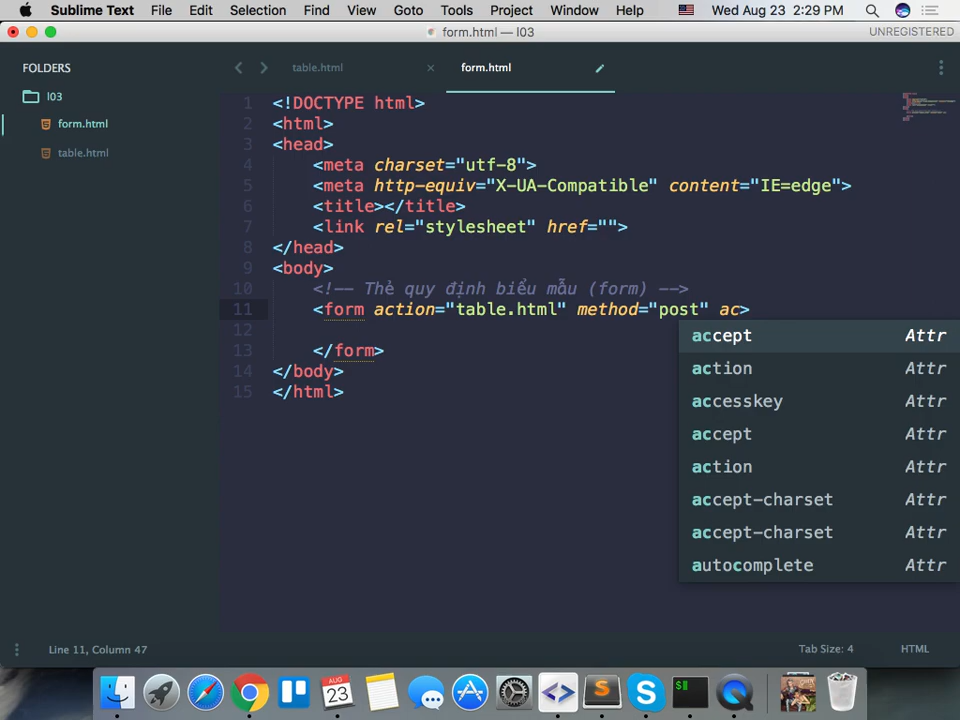 Sublime Text File Edit Selection Find View Goto Tools Project Window Help Wed Aug 23 2:29 PM
form.html — l03 UNREGISTERED
FOLDERS
l03
form.html
table.html
table.html × form.html
1 <!DOCTYPE html>
2 <html>
3 <head>
4 <meta charset="utf-8">
5 <meta http-equiv="X-UA-Compatible" content="IE=edge">
6 <title></title>
7 <link rel="stylesheet" href="">
8 </head>
9 <body>
10 <!-- Thẻ quy định biểu mẫu (form) -->
11 <form action="table.html" method="post" ac>
12
13 </form>
14 </body>
15 </html>
accept Attr
action Attr
accesskey Attr
accept Attr
action Attr
accept-charset Attr
accept-charset Attr
autocomplete Attr
Line 11, Column 47 Tab Size: 4 HTML
AUG
23